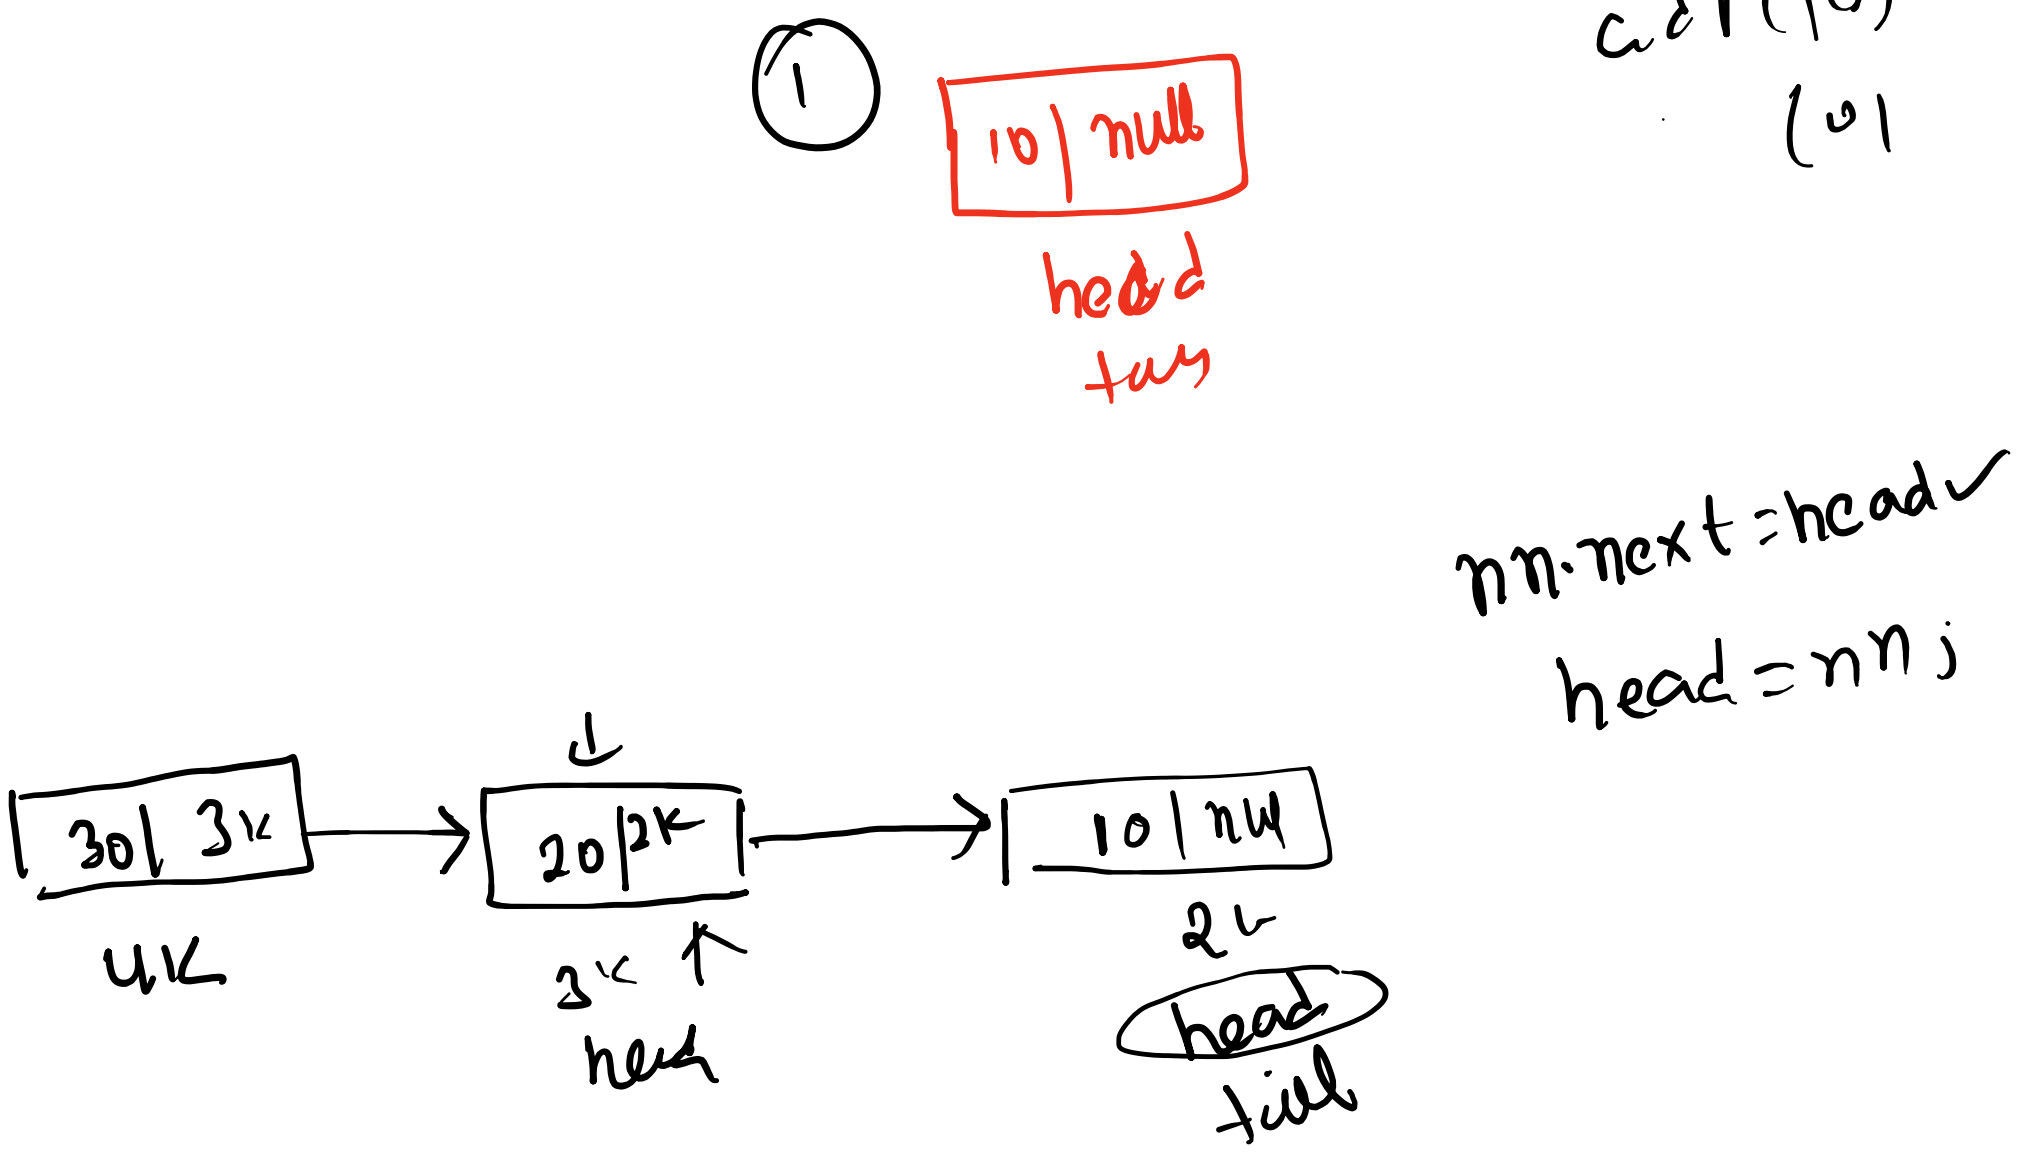 1
10 | null
head
nn.next=head
head=nn;
30 | 3k
20 | 2k
10 | null
4k
3k
2k
head
head
tail